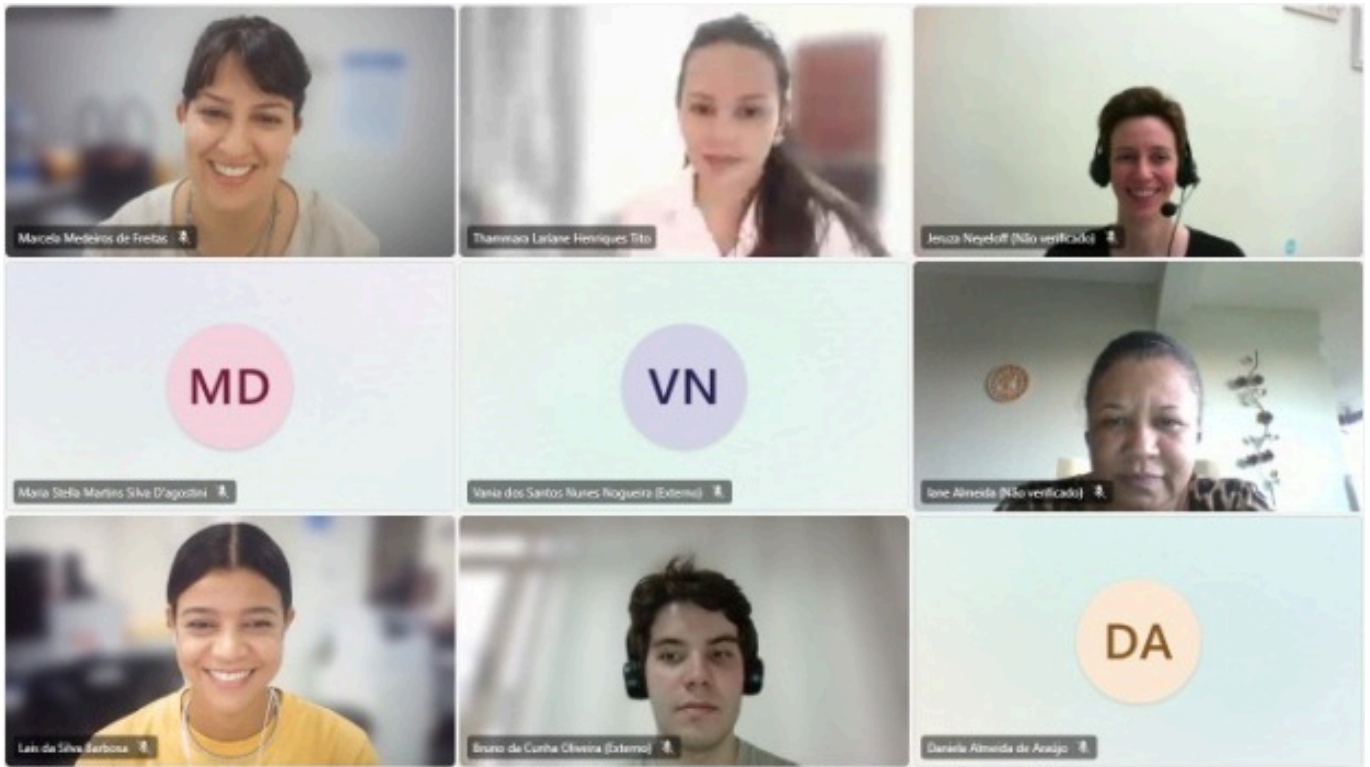 Marcela Medeiros de Freitas
Thammara Lariane Henriques Tito
Jeruza Neyeloff (Não verificado)
MD
Maria Stella Martins Silva D'agostini
VN
Vania dos Santos Nunes Nogueira (Externo)
Iane Almeida (Não verificado)
Laís da Silva Barbosa
Bruno da Cunha Oliveira (Externo)
DA
Daniela Almeida de Araújo